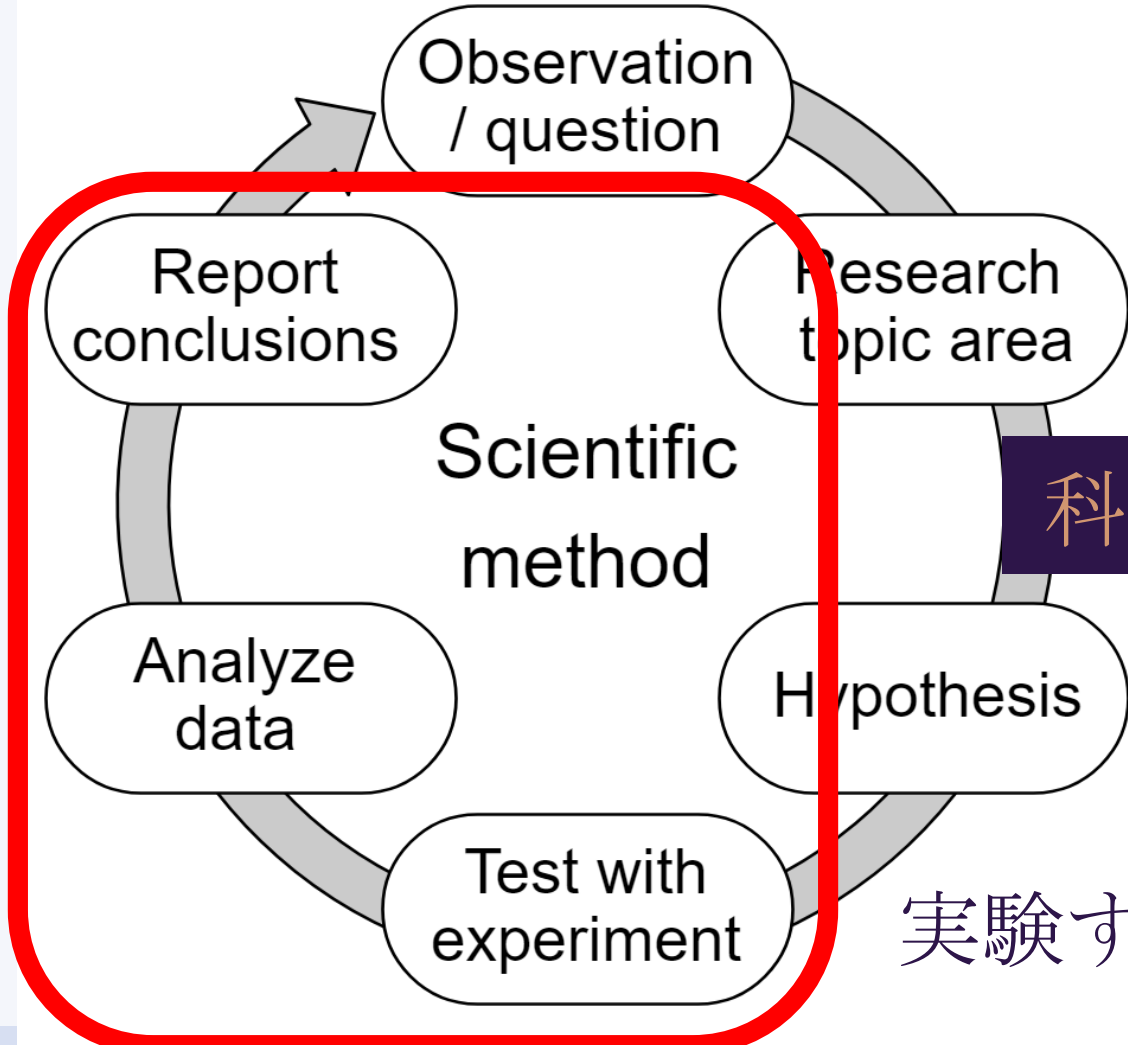 Observation
/ question
Research
topic area
Hypothesis
Test with
experiment
Analyze
data
Report
conclusions
Scientific
method
科
実験す